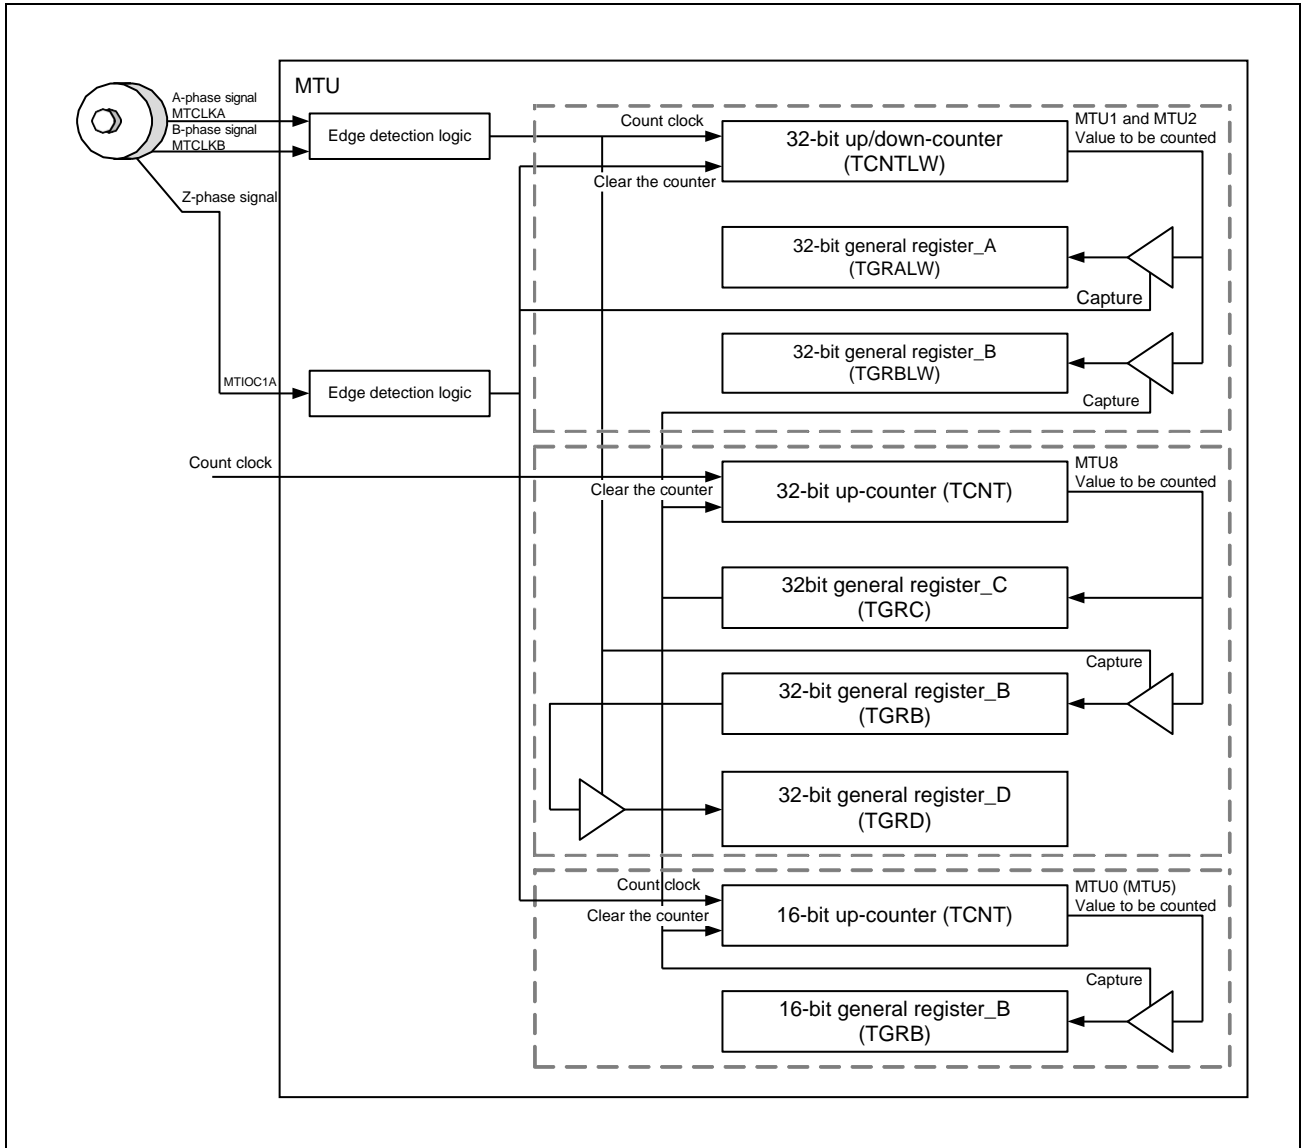 MTU
A-phase signal
MTCLKA
B-phase signal
MTCLKB
Z-phase signal
Edge detection logic
Count clock
Clear the counter
32-bit up/down-counter
(TCNTLW)
MTU1 and MTU2
Value to be counted
32-bit general register_A
(TGRALW)
Capture
32-bit general register_B
(TGRBLW)
Capture
MTIOC1A
Edge detection logic
Count clock
Clear the counter
32-bit up-counter (TCNT)
MTU8
Value to be counted
32bit general register_C
(TGRC)
Capture
32-bit general register_B
(TGRB)
32-bit general register_D
(TGRD)
Count clock
Clear the counter
16-bit up-counter (TCNT)
MTU0 (MTU5)
Value to be counted
Capture
16-bit general register_B
(TGRB)